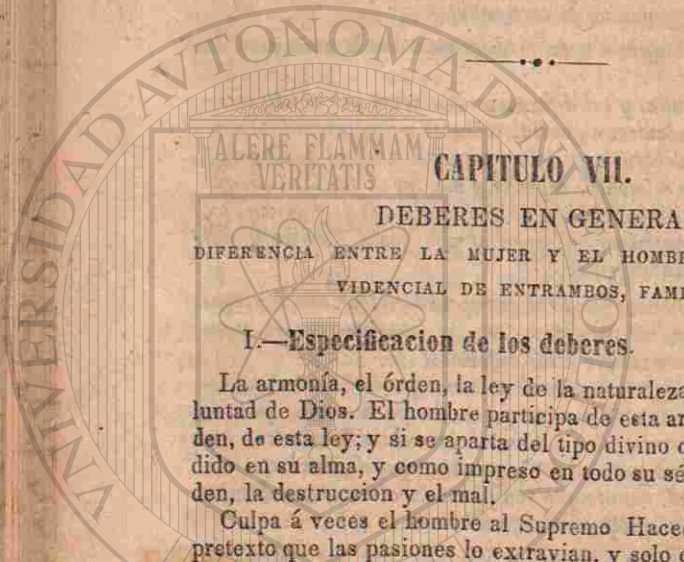 UNIVERSIDAD AUTONOMA DE NUEVO LEON
ALERE FLAMMAM
VERITATIS
CAPITULO VII.
DEBERES EN GENERA
DIFERENCIA ENTRE LA MUJER Y EL HOMBRE
VIDENCIAL DE ENTRAMBOS, FAMI
I.—Especificacion de los deberes.
La armonía, el órden, la ley de la naturaleza
luntad de Dios. El hombre participa de esta ar
den, de esta ley; y si se aparta del tipo divino
dido en su alma, y como impreso en todo su sé
den, la destruccion y el mal.
Culpa á veces el hombre al Supremo Hace
pretexto que las pasiones lo extravian, y solo